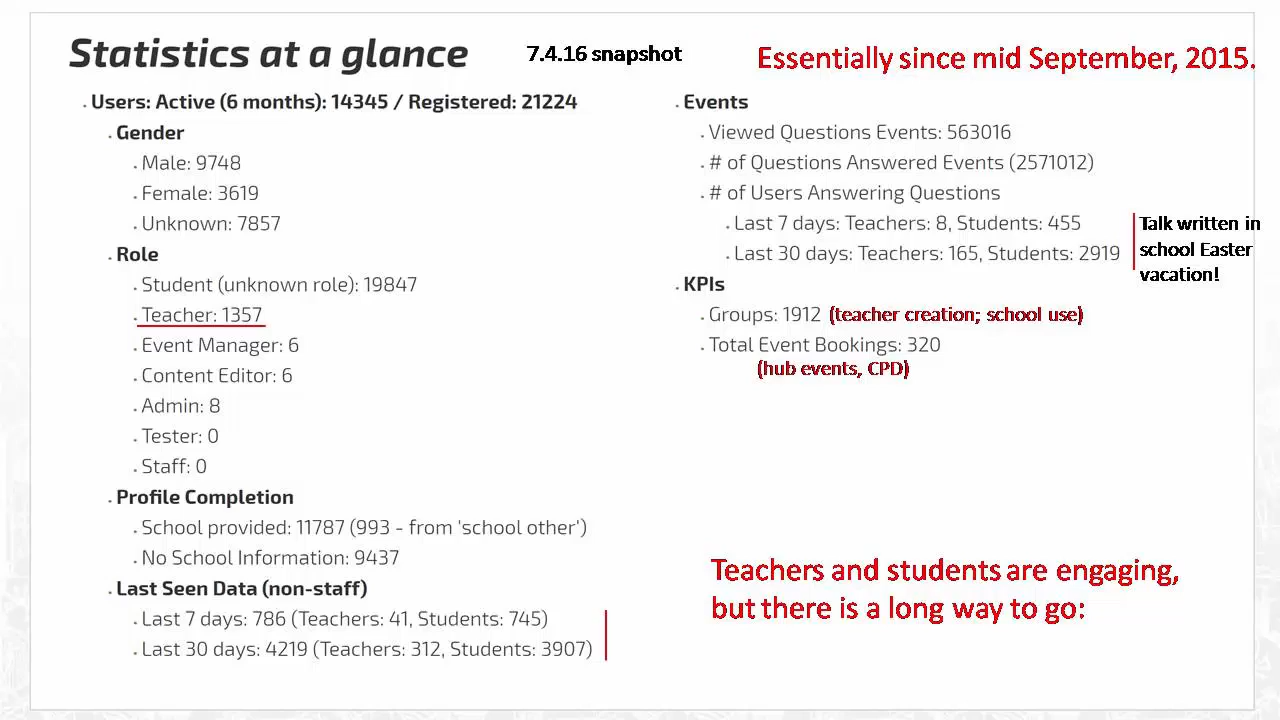 Statistics at a glance
7.4.16 snapshot
Essentially since mid September, 2015.
Users: Active (6 months): 14345 / Registered: 21224
Gender
Male: 9748
Female: 3619
Unknown: 7857
Role
Student (unknown role): 19847
Teacher: 1357
Event Manager: 6
Content Editor: 6
Admin: 8
Tester: 0
Staff: 0
Profile Completion
School provided: 11787 (993 - from 'school other')
No School Information: 9437
Last Seen Data (non-staff)
Last 7 days: 786 (Teachers: 41, Students: 745)
Last 30 days: 4219 (Teachers: 312, Students: 3907)
Events
Viewed Questions Events: 563016
# of Questions Answered Events (2571012)
# of Users Answering Questions
Last 7 days: Teachers: 8, Students: 455
Last 30 days: Teachers: 165, Students: 2919
Talk written in
school Easter
vacation!
KPIs
Groups: 1912 (teacher creation; school use)
Total Event Bookings: 320
(hub events, CPD)
Teachers and students are engaging,
but there is a long way to go: